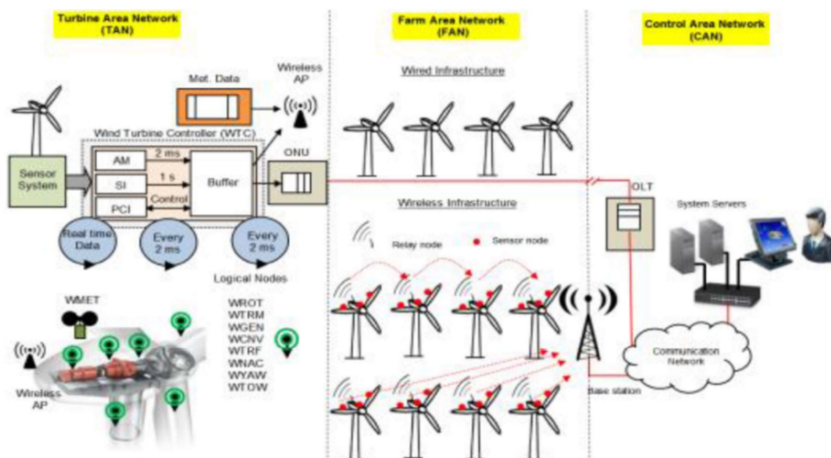 Turbine Area Network
(TAN)
Farm Area Network
(FAN)
Control Area Network
(CAN)
Met. Data
Wireless
AP
Wind Turbine Controller (WTC)
Sensor
System
AM
SI
PCI
2 ms
1 s
Control
Buffer
ONU
Real time
Data
Every
2 ms
Every
2 ms
Logical Nodes
WMET
Wireless
AP
WROT
WTRM
WGEN
WCNV
WTRF
WNAC
WYAW
WTOW
Wired Infrastructure
Wireless Infrastructure
Relay node
Sensor node
Base station
OLT
System Servers
Communication
Network